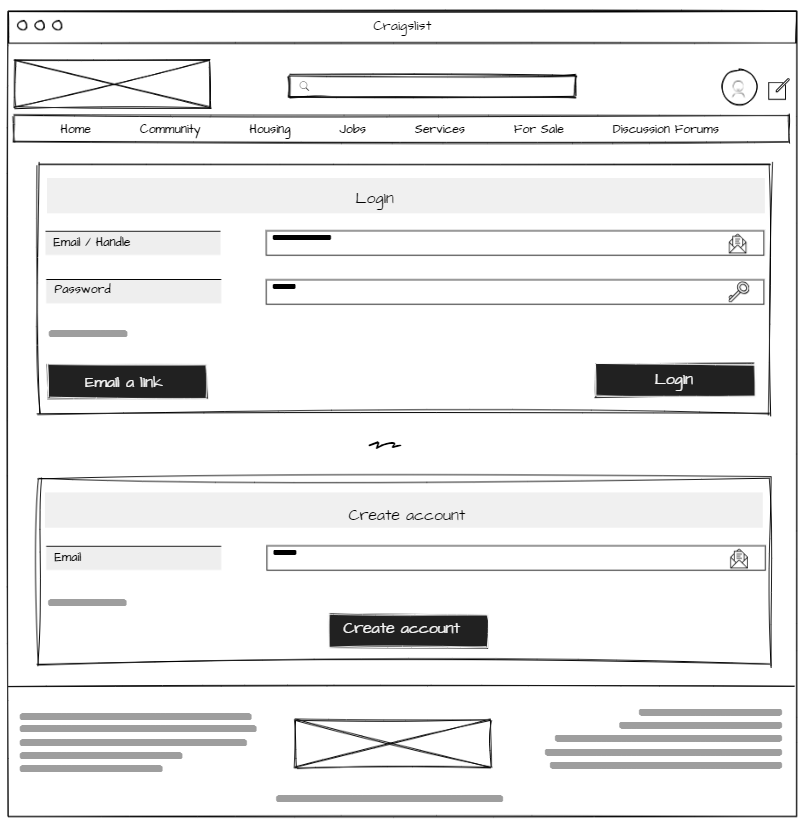 Craigslist
Home Community Housing Jobs Services For Sale Discussion Forums
Login
Email / Handle
Password
Email a link Login
Create account
Email
Create account